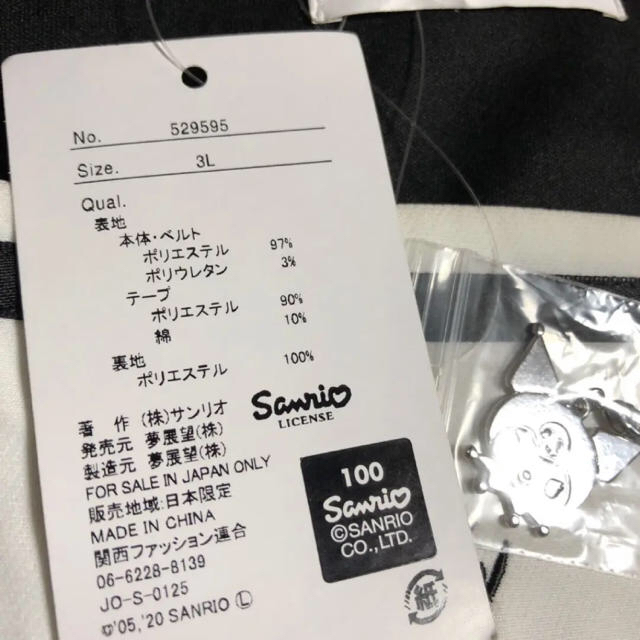 No. 529595
Size. 3L
Qual.
表地
本体・ベルト
ポリエステル 97%
ポリウレタン 3%
テープ
ポリエステル 90%
綿 10%
裏地
ポリエステル 100%
著 作 (株)サンリオ
発売元 夢展望(株)
製造元 夢展望(株)
FOR SALE IN JAPAN ONLY
販売地域:日本限定
MADE IN CHINA
関西ファッション連合
06-6228-8139
JO-S-0125
'05,'20 SANRIO Ⓛ
Sanrio
LICENSE
100
Sanrio
©SANRIO
CO.,LTD.
紙